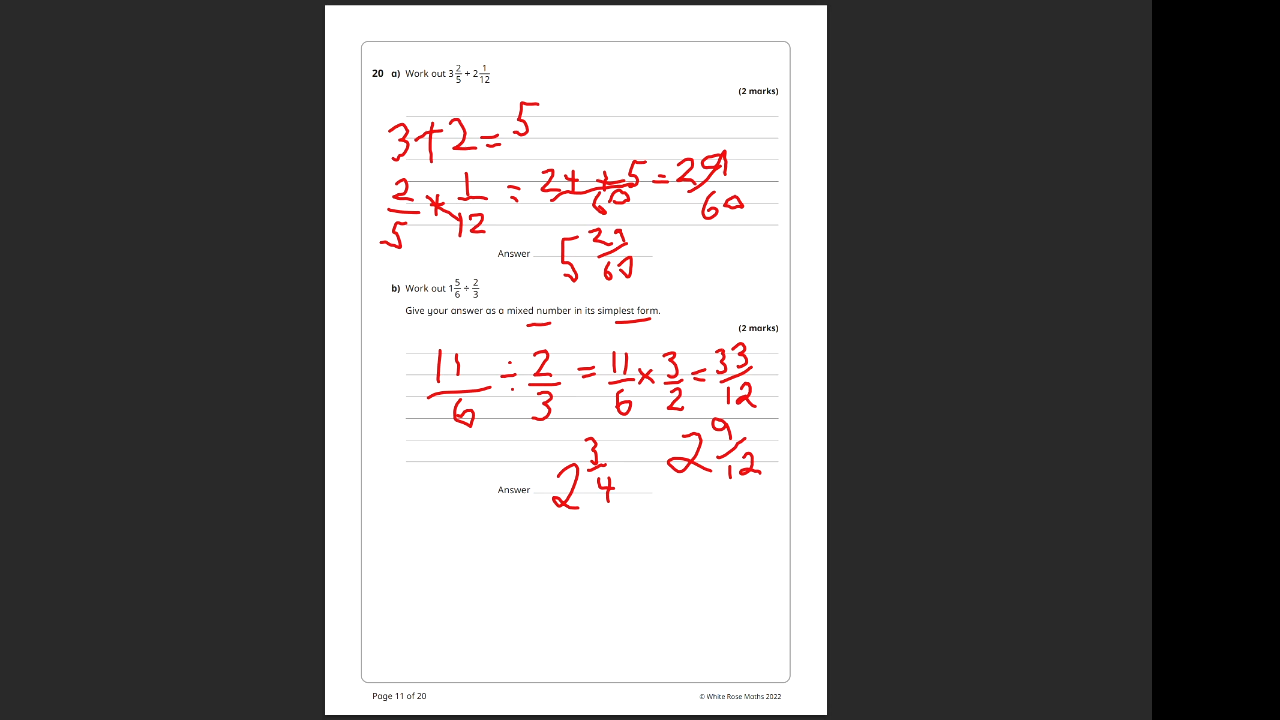 20 a) Work out 3 2/5 + 2 1/12
(2 marks)
3+2=5
2/5 * 1/12 = 24 + 5/60 = 29/60
Answer 5 29/60
b) Work out 1 5/6 ÷ 2/3
Give your answer as a mixed number in its simplest form.
(2 marks)
11/6 ÷ 2/3 = 11/6 × 3/2 = 33/12
2 9/12
Answer 2 3/4
Page 11 of 20
© White Rose Maths 2022